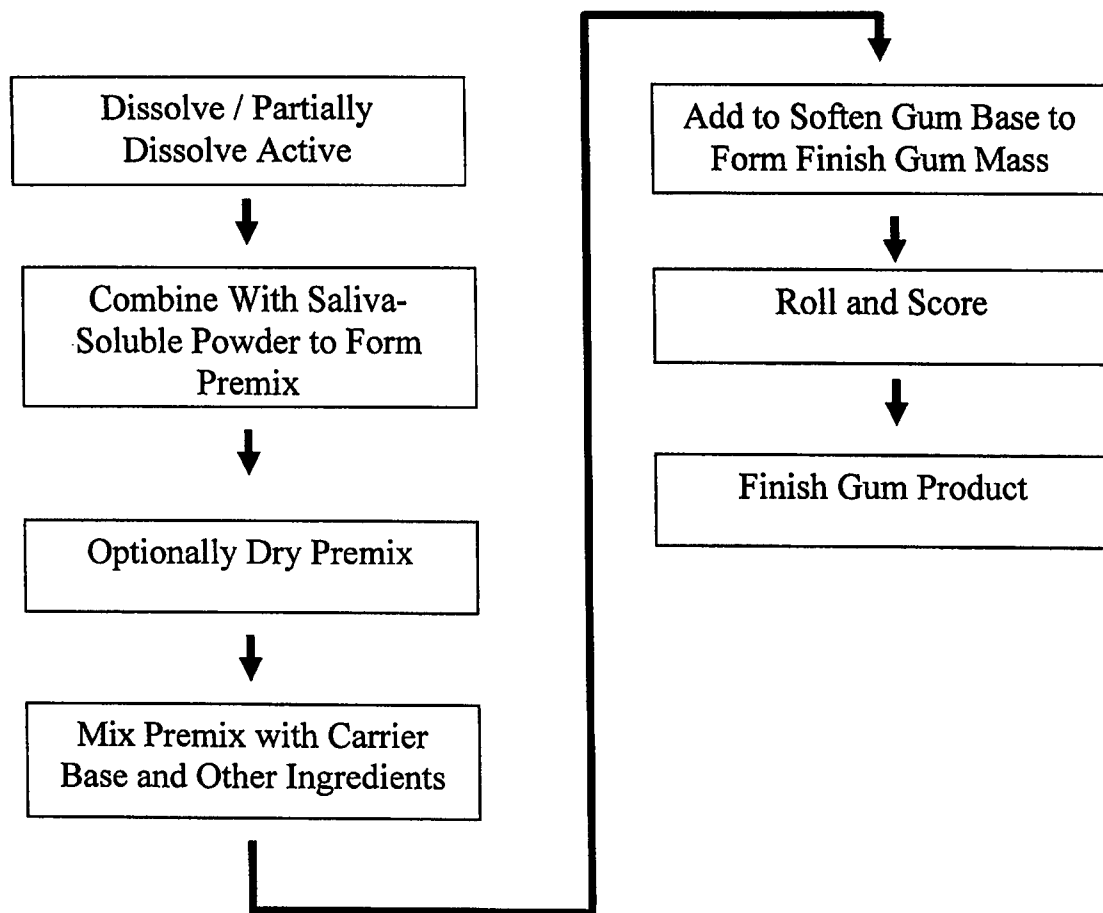 Dissolve / Partially
Dissolve Active
Combine With Saliva-
Soluble Powder to Form
Premix
Optionally Dry Premix
Mix Premix with Carrier
Base and Other Ingredients
Add to Soften Gum Base to
Form Finish Gum Mass
Roll and Score
Finish Gum Product